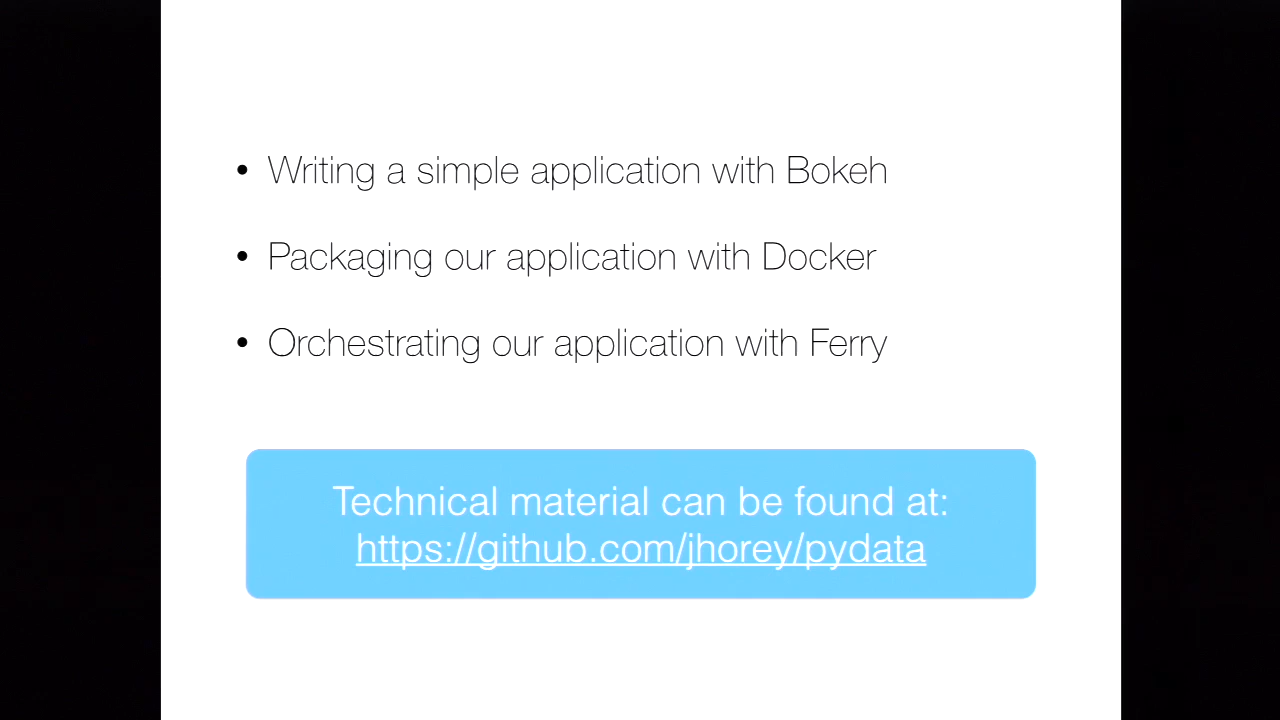 • Writing a simple application with Bokeh
• Packaging our application with Docker
• Orchestrating our application with Ferry
Technical material can be found at:
https://github.com/jhorey/pydata